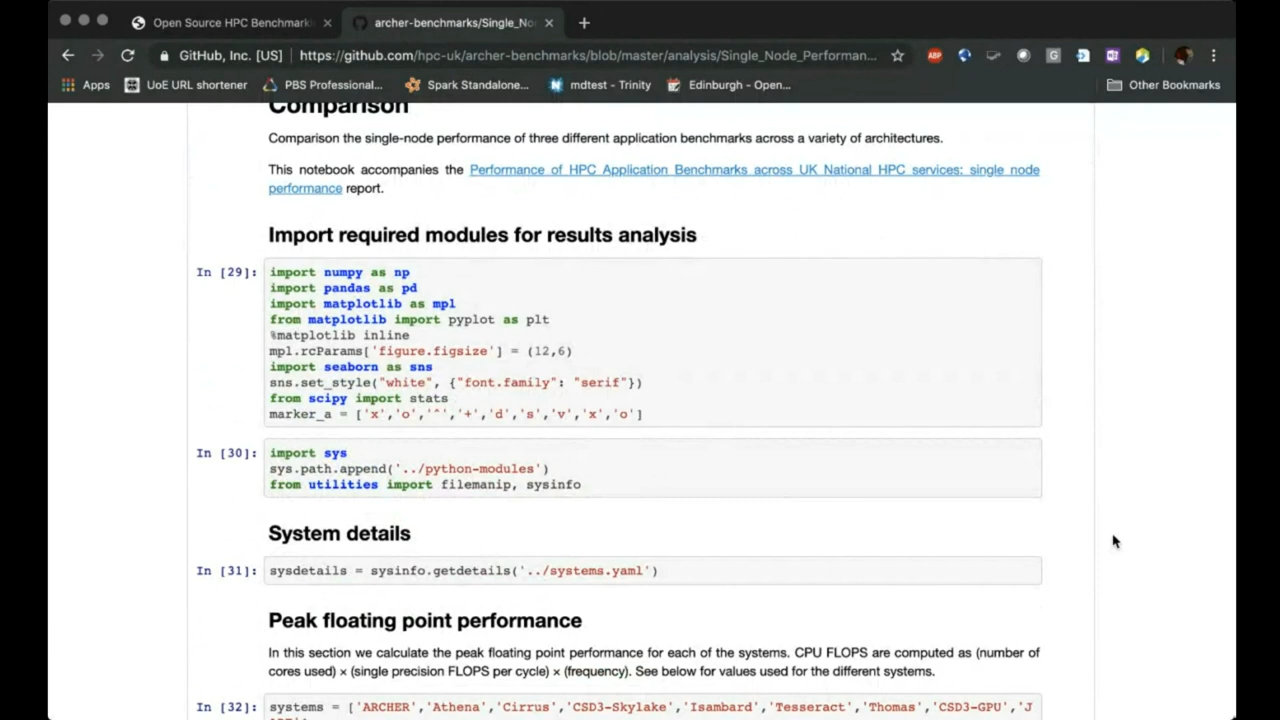 Open Source HPC Benchmarki
archer-benchmarks/Single_No
GitHub, Inc. [US]
https://github.com/hpc-uk/archer-benchmarks/blob/master/analysis/Single_Node_Performan...
ABP
G
Apps
UoE URL shortener
PBS Professional...
Spark Standalone...
mdtest - Trinity
Edinburgh - Open...
Other Bookmarks
Comparison
Comparison the single-node performance of three different application benchmarks across a variety of architectures.
This notebook accompanies the Performance of HPC Application Benchmarks across UK National HPC services: single node
performance report.
Import required modules for results analysis
In [29]:
import numpy as np
import pandas as pd
import matplotlib as mpl
from matplotlib import pyplot as plt
%matplotlib inline
mpl.rcParams['figure.figsize'] = (12,6)
import seaborn as sns
sns.set_style("white", {"font.family": "serif"})
from scipy import stats
marker_a = ['x','o','^','+','d','s','v','x','o']
In [30]:
import sys
sys.path.append('../python-modules')
from utilities import filemanip, sysinfo
System details
In [31]:
sysdetails = sysinfo.getdetails('../systems.yaml')
Peak floating point performance
In this section we calculate the peak floating point performance for each of the systems. CPU FLOPS are computed as (number of
cores used) × (single precision FLOPS per cycle) × (frequency). See below for values used for the different systems.
In [32]:
systems = ['ARCHER','Athena','Cirrus','CSD3-Skylake','Isambard','Tesseract','Thomas','CSD3-GPU','J